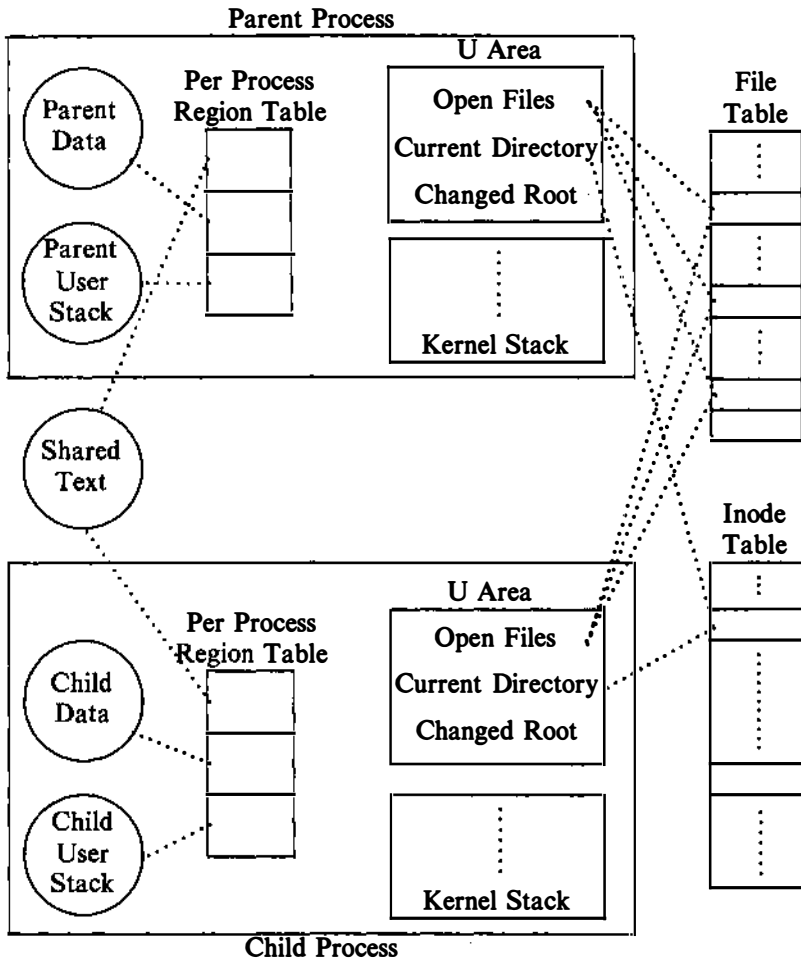 Parent Process
U Area
Per Process
Region Table
Parent
Data
Open Files
Current Directory
Changed Root
Parent
User
Stack
Kernel Stack
File
Table
Shared
Text
Inode
Table
U Area
Per Process
Region Table
Open Files
Current Directory
Changed Root
Child
Data
Child
User
Stack
Kernel Stack
Child Process